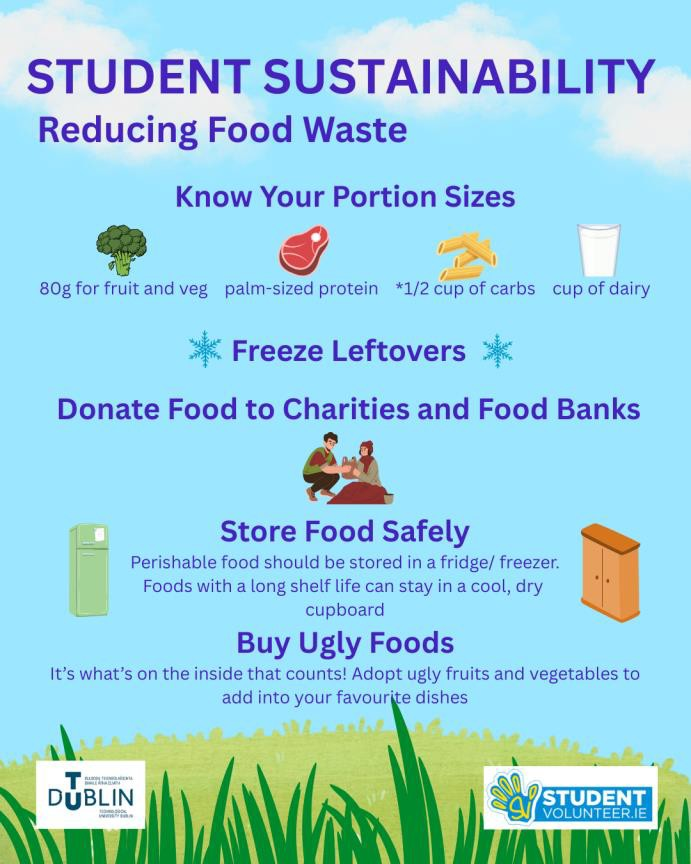 STUDENT SUSTAINABILITY
Reducing Food Waste
Know Your Portion Sizes
80g for fruit and veg palm-sized protein *1/2 cup of carbs cup of dairy
Freeze Leftovers
Donate Food to Charities and Food Banks
Store Food Safely
Perishable food should be stored in a fridge/ freezer.
Foods with a long shelf life can stay in a cool, dry
cupboard
Buy Ugly Foods
It’s what’s on the inside that counts! Adopt ugly fruits and vegetables to
add into your favourite dishes
TU DUBLIN
TECHNOLOGICAL
UNIVERSITY DUBLIN
SV STUDENT
VOLUNTEER.IE